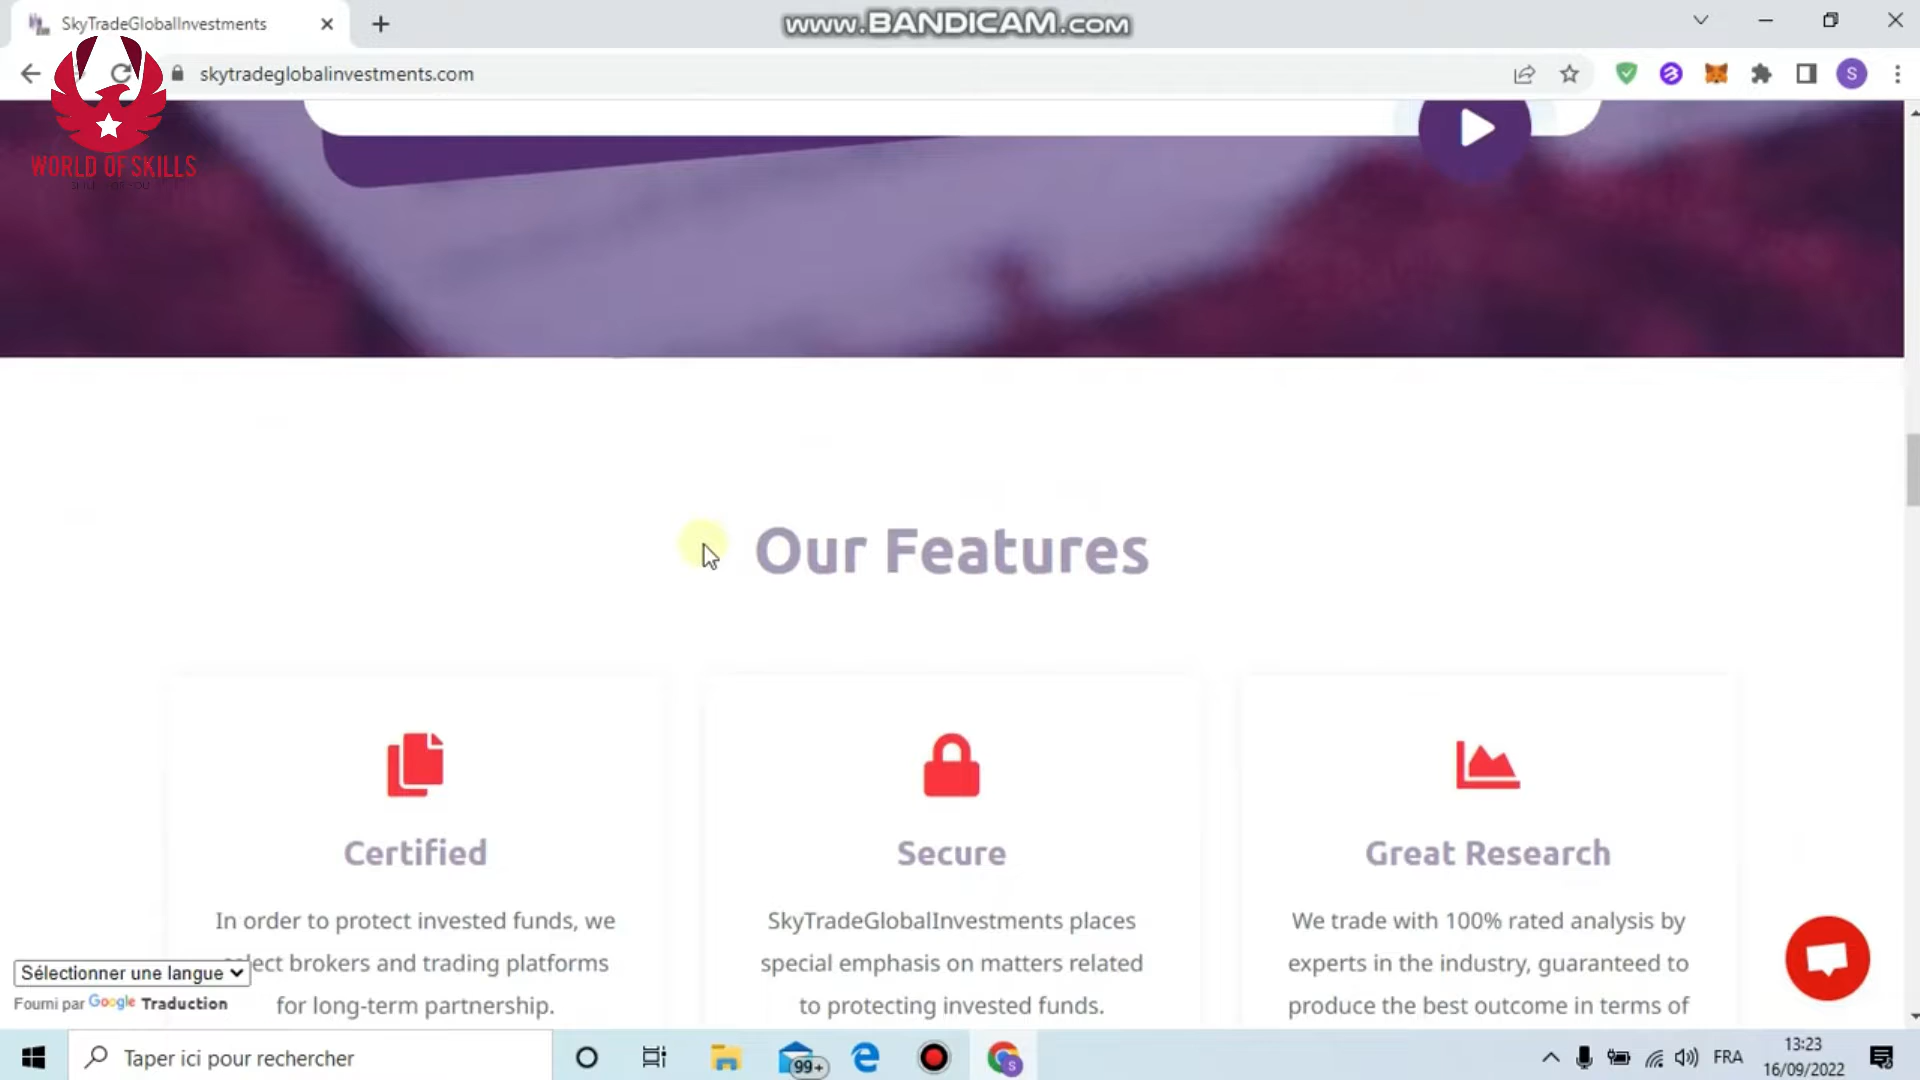 SkyTradeGlobalInvestments
www.BANDICAM.com
skytradeglobalinvestments.com
S
WORLD OF SKILLS
Our Features
Certified
In order to protect invested funds, we
select brokers and trading platforms
for long-term partnership.
Secure
SkyTradeGlobalInvestments places
special emphasis on matters related
to protecting invested funds.
Great Research
We trade with 100% rated analysis by
experts in the industry, guaranteed to
produce the best outcome in terms of
Sélectionner une langue
Fourni par Google Traduction
Taper ici pour rechercher
99+
S
FRA
13:23
16/09/2022